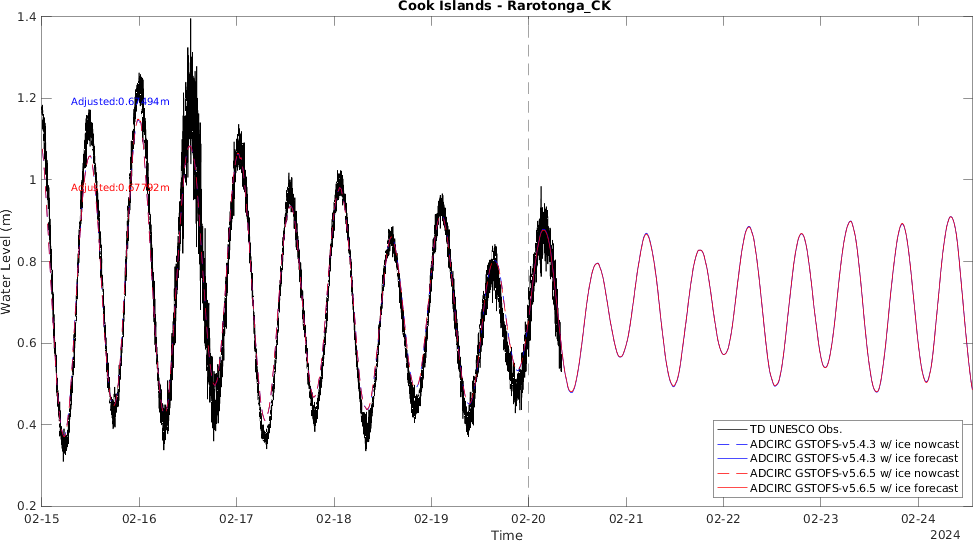 Cook Islands - Rarotonga_CK
1.4
1.2
1
0.8
0.6
0.4
0.2
Water Level (m)
Adjusted:0.67494m
Adjusted:0.67792m
TD UNESCO Obs.
ADCIRC GSTOFS-v5.4.3 w/ ice nowcast
ADCIRC GSTOFS-v5.4.3 w/ ice forecast
ADCIRC GSTOFS-v5.6.5 w/ ice nowcast
ADCIRC GSTOFS-v5.6.5 w/ ice forecast
02-15 02-16 02-17 02-18 02-19 02-20 02-21 02-22 02-23 02-24
Time
2024